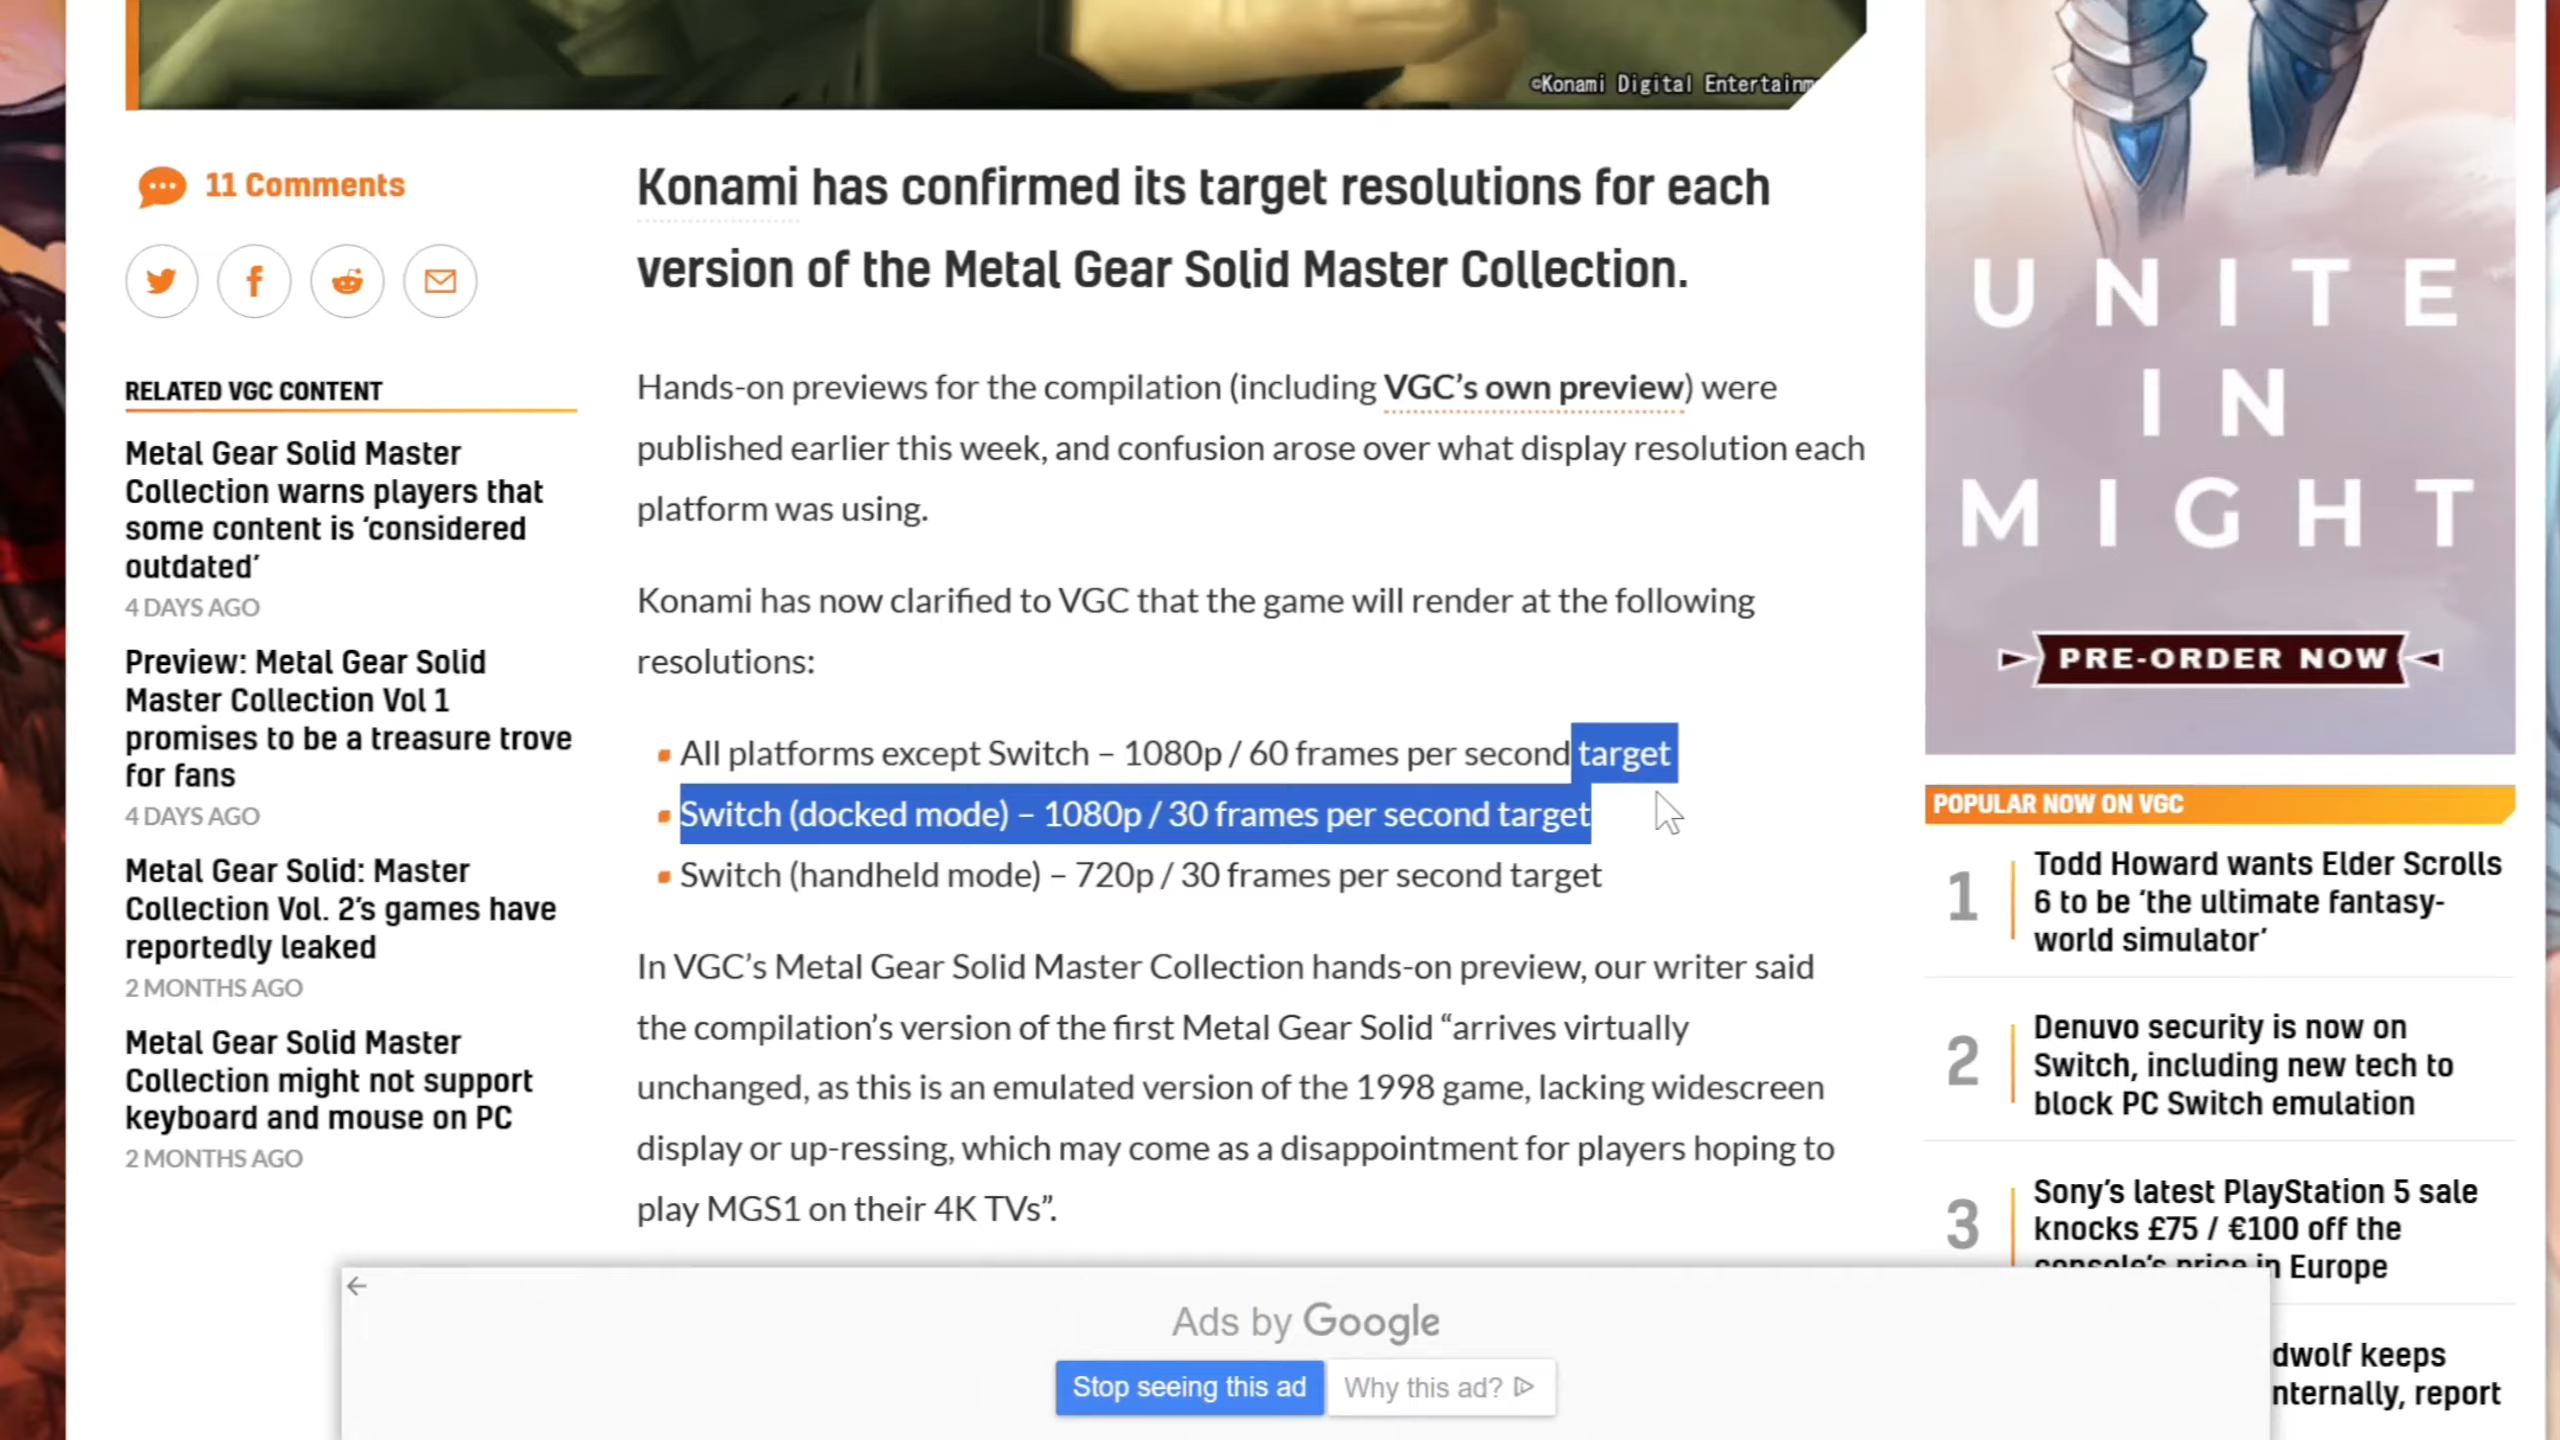 ©Konami Digital Entertainm
11 Comments
RELATED VGC CONTENT
Metal Gear Solid Master
Collection warns players that
some content is ‘considered
outdated’
4 DAYS AGO
Preview: Metal Gear Solid
Master Collection Vol 1
promises to be a treasure trove
for fans
4 DAYS AGO
Metal Gear Solid: Master
Collection Vol. 2’s games have
reportedly leaked
2 MONTHS AGO
Metal Gear Solid Master
Collection might not support
keyboard and mouse on PC
2 MONTHS AGO
Konami has confirmed its target resolutions for each
version of the Metal Gear Solid Master Collection.
Hands-on previews for the compilation (including VGC’s own preview) were
published earlier this week, and confusion arose over what display resolution each
platform was using.
Konami has now clarified to VGC that the game will render at the following
resolutions:
All platforms except Switch – 1080p / 60 frames per second target
Switch (docked mode) – 1080p / 30 frames per second target
Switch (handheld mode) – 720p / 30 frames per second target
In VGC’s Metal Gear Solid Master Collection hands-on preview, our writer said
the compilation’s version of the first Metal Gear Solid “arrives virtually
unchanged, as this is an emulated version of the 1998 game, lacking widescreen
display or up-ressing, which may come as a disappointment for players hoping to
play MGS1 on their 4K TVs”.
UNITE
IN
MIGHT
PRE-ORDER NOW
POPULAR NOW ON VGC
1
Todd Howard wants Elder Scrolls
6 to be ‘the ultimate fantasy-
world simulator’
2
Denuvo security is now on
Switch, including new tech to
block PC Switch emulation
3
Sony’s latest PlayStation 5 sale
knocks £75 / €100 off the
console’s price in Europe
dwolf keeps
nternally, report
Ads by Google
Stop seeing this ad
Why this ad?